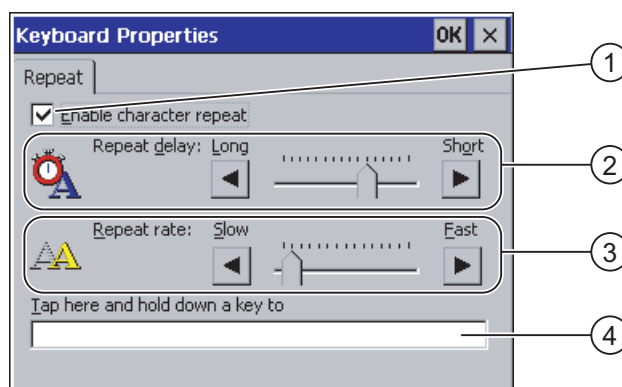 Keyboard Properties OK ×
Repeat
Enable character repeat
Repeat delay: Long Short
Repeat rate: Slow Fast
Tap here and hold down a key to
1
2
3
4